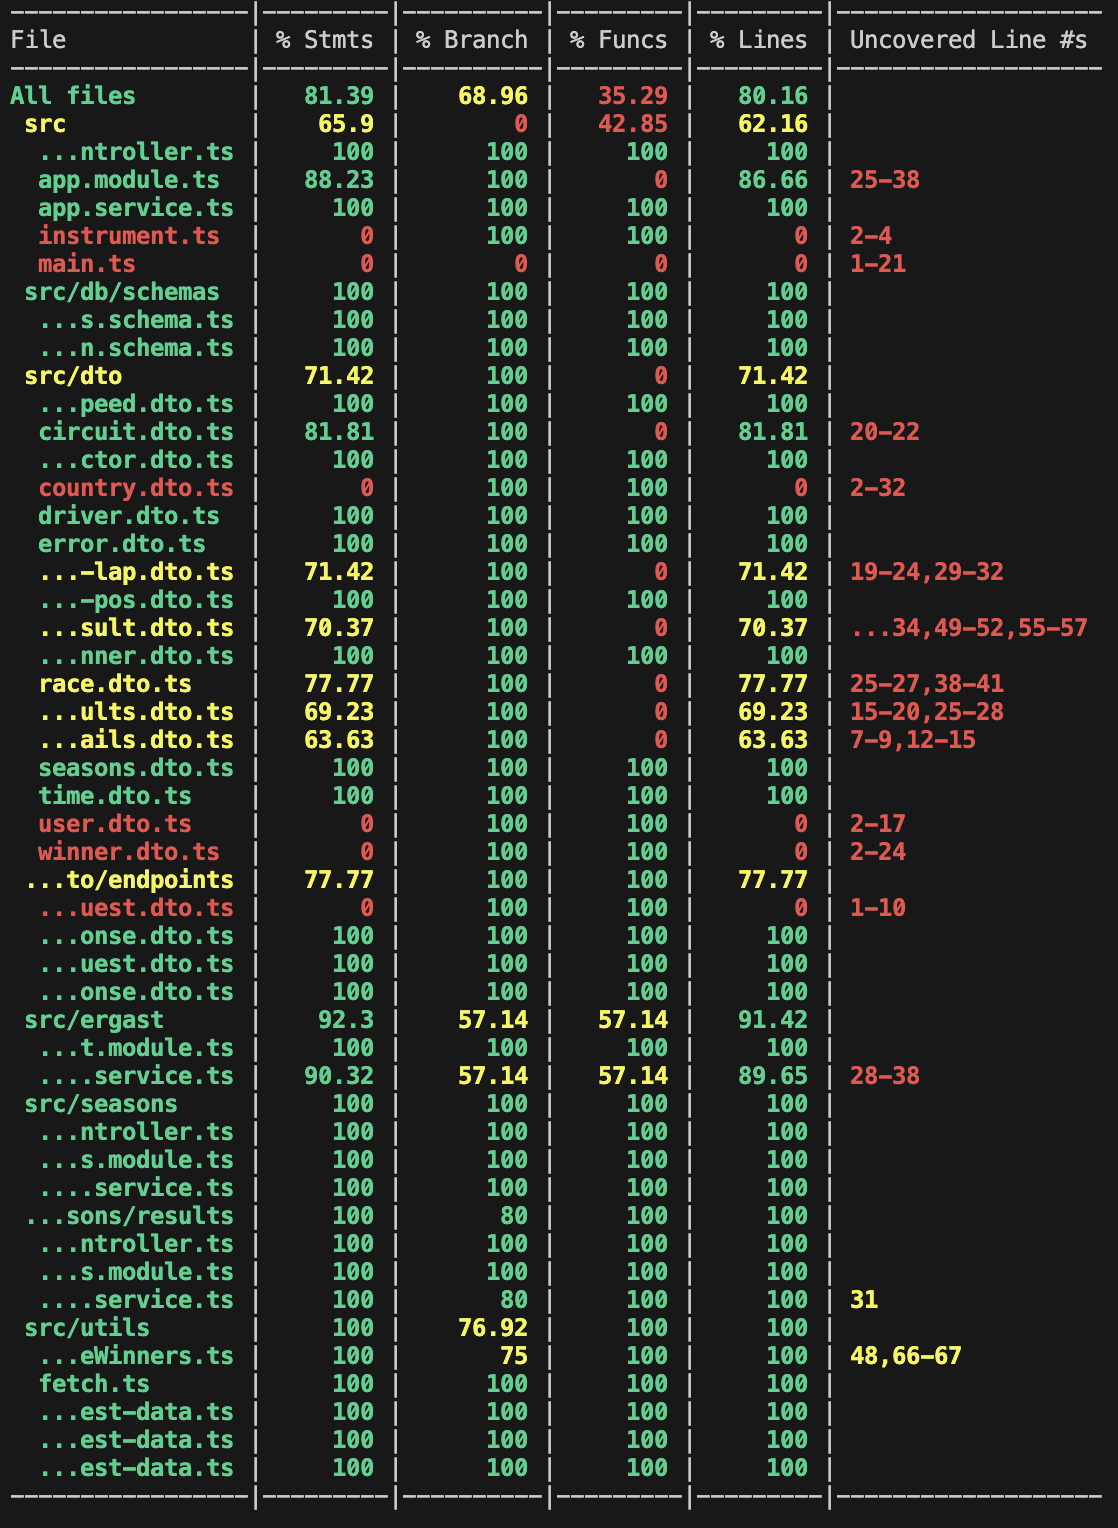 -----------------|---------|----------|---------|---------|-------------------
File             | % Stmts | % Branch | % Funcs | % Lines | Uncovered Line #s
-----------------|---------|----------|---------|---------|-------------------
All files        |   81.39 |    68.96 |   35.29 |   80.16 |
 src             |    65.9 |        0 |   42.85 |   62.16 |
  ...ntroller.ts |     100 |      100 |     100 |     100 |
  app.module.ts  |   88.23 |      100 |       0 |   86.66 | 25-38
  app.service.ts |     100 |      100 |     100 |     100 |
  instrument.ts  |       0 |      100 |     100 |       0 | 2-4
  main.ts        |       0 |        0 |       0 |       0 | 1-21
 src/db/schemas  |     100 |      100 |     100 |     100 |
  ...s.schema.ts |     100 |      100 |     100 |     100 |
  ...n.schema.ts |     100 |      100 |     100 |     100 |
 src/dto         |   71.42 |      100 |       0 |   71.42 |
  ...peed.dto.ts |     100 |      100 |     100 |     100 |
  circuit.dto.ts |   81.81 |      100 |       0 |   81.81 | 20-22
  ...ctor.dto.ts |     100 |      100 |     100 |     100 |
  country.dto.ts |       0 |      100 |     100 |       0 | 2-32
  driver.dto.ts  |     100 |      100 |     100 |     100 |
  error.dto.ts   |     100 |      100 |     100 |     100 |
  ...-lap.dto.ts |   71.42 |      100 |       0 |   71.42 | 19-24,29-32
  ...-pos.dto.ts |     100 |      100 |     100 |     100 |
  ...sult.dto.ts |   70.37 |      100 |       0 |   70.37 | ...34,49-52,55-57
  ...nner.dto.ts |     100 |      100 |     100 |     100 |
  race.dto.ts    |   77.77 |      100 |       0 |   77.77 | 25-27,38-41
  ...ults.dto.ts |   69.23 |      100 |       0 |   69.23 | 15-20,25-28
  ...ails.dto.ts |   63.63 |      100 |       0 |   63.63 | 7-9,12-15
  seasons.dto.ts |     100 |      100 |     100 |     100 |
  time.dto.ts    |     100 |      100 |     100 |     100 |
  user.dto.ts    |       0 |      100 |     100 |       0 | 2-17
  winner.dto.ts  |       0 |      100 |     100 |       0 | 2-24
 ...to/endpoints |   77.77 |      100 |     100 |   77.77 |
  ...uest.dto.ts |       0 |      100 |     100 |       0 | 1-10
  ...onse.dto.ts |     100 |      100 |     100 |     100 |
  ...uest.dto.ts |     100 |      100 |     100 |     100 |
  ...onse.dto.ts |     100 |      100 |     100 |     100 |
 src/ergast      |    92.3 |    57.14 |   57.14 |   91.42 |
  ...t.module.ts |     100 |      100 |     100 |     100 |
  ....service.ts |   90.32 |    57.14 |   57.14 |   89.65 | 28-38
 src/seasons     |     100 |      100 |     100 |     100 |
  ...ntroller.ts |     100 |      100 |     100 |     100 |
  ...s.module.ts |     100 |      100 |     100 |     100 |
  ....service.ts |     100 |      100 |     100 |     100 |
 ...sons/results |     100 |       80 |     100 |     100 |
  ...ntroller.ts |     100 |      100 |     100 |     100 |
  ...s.module.ts |     100 |      100 |     100 |     100 |
  ....service.ts |     100 |       80 |     100 |     100 | 31
 src/utils       |     100 |    76.92 |     100 |     100 |
  ...eWinners.ts |     100 |       75 |     100 |     100 | 48,66-67
  fetch.ts       |     100 |      100 |     100 |     100 |
  ...est-data.ts |     100 |      100 |     100 |     100 |
  ...est-data.ts |     100 |      100 |     100 |     100 |
  ...est-data.ts |     100 |      100 |     100 |     100 |
-----------------|---------|----------|---------|---------|-------------------